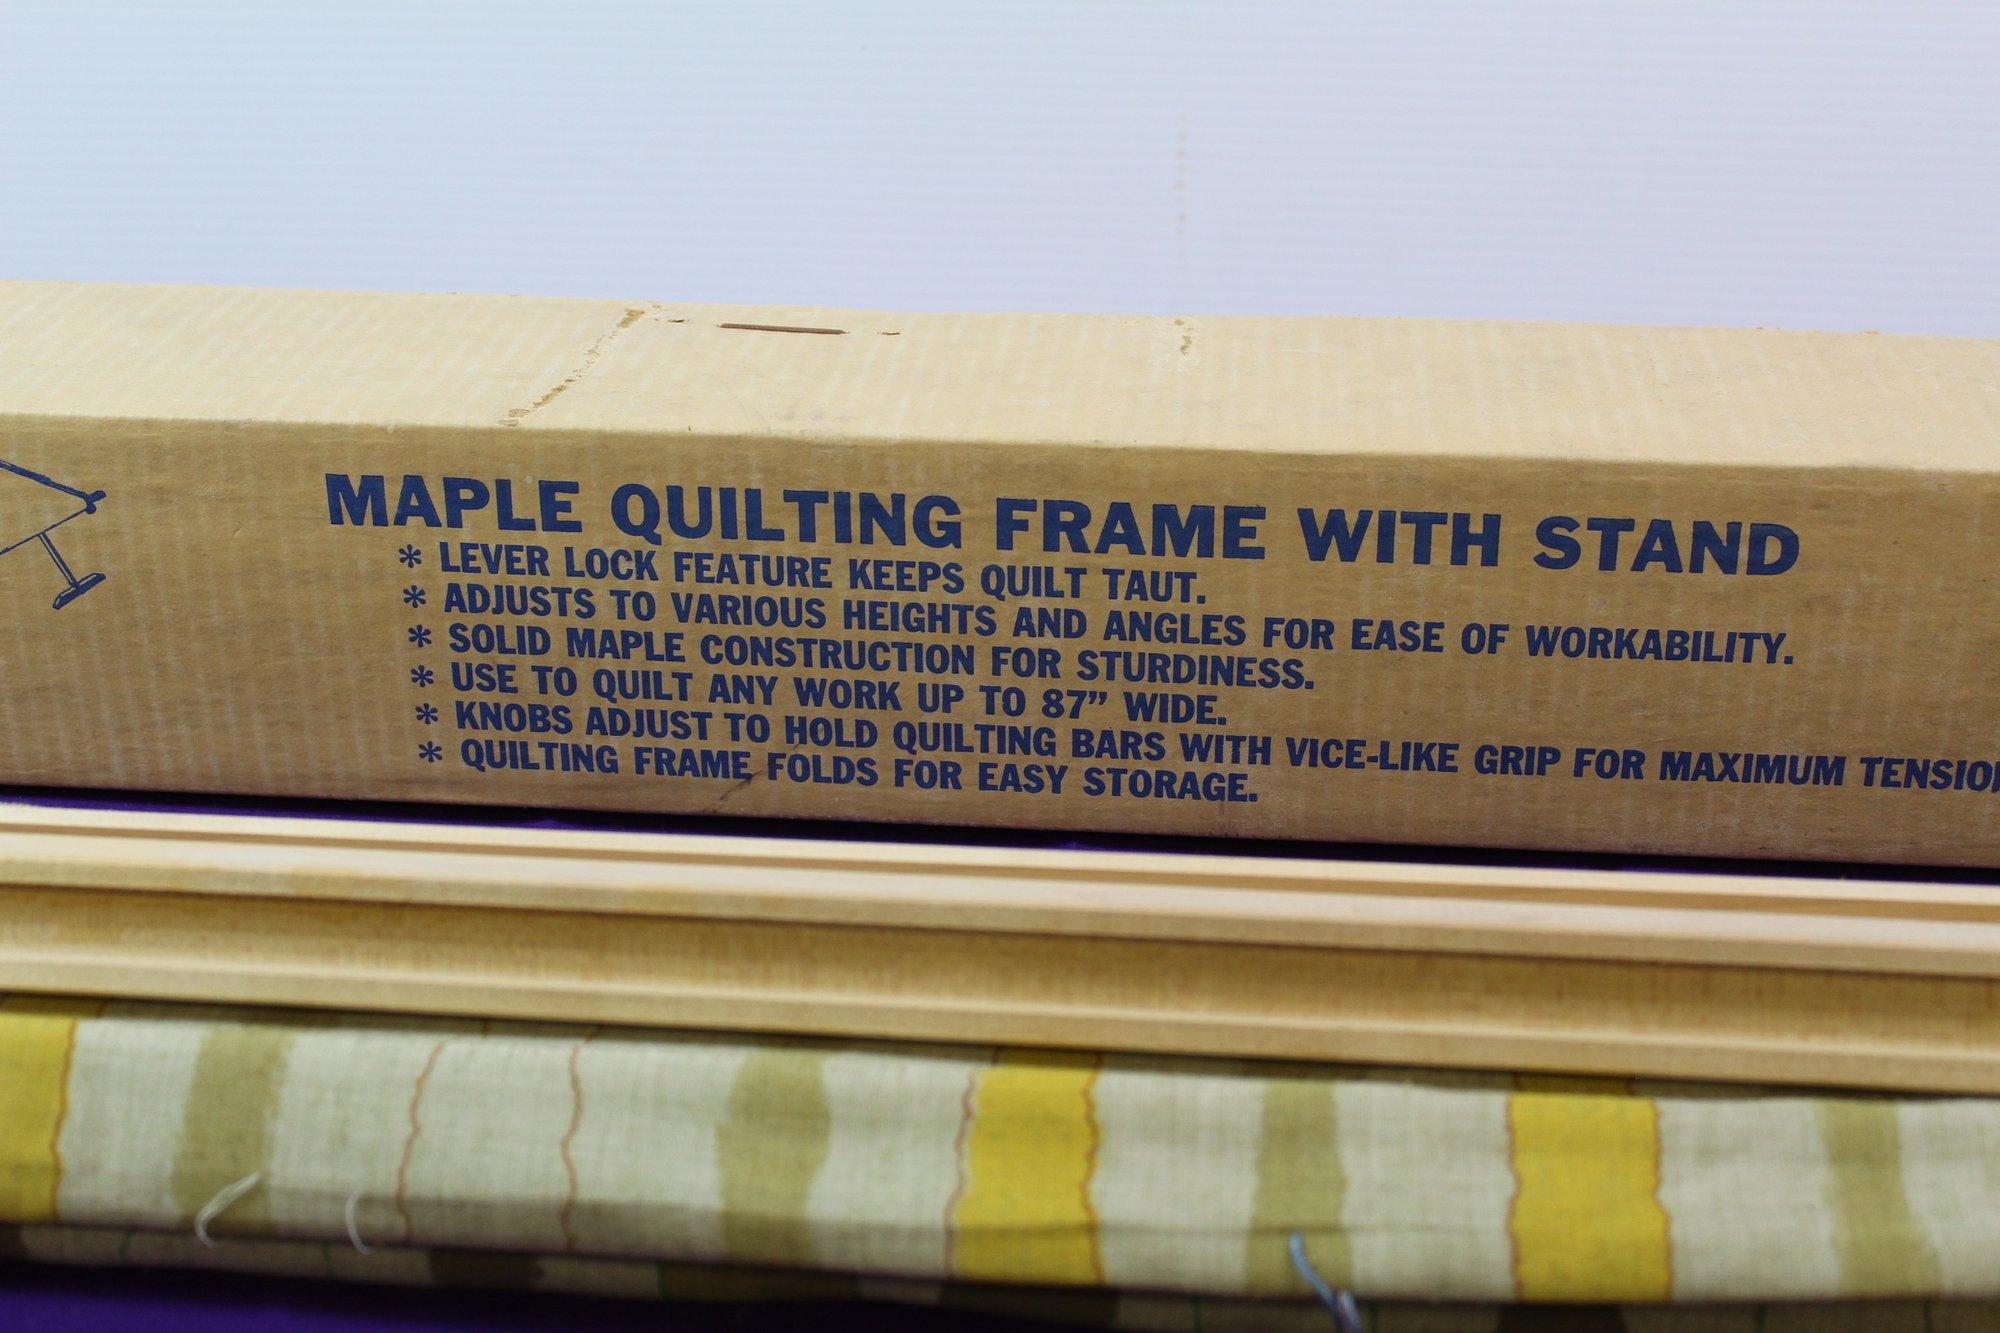 MAPLE QUILTING FRAME WITH STAND
* LEVER LOCK FEATURE KEEPS QUILT TAUT.
* ADJUSTS TO VARIOUS HEIGHTS AND ANGLES FOR EASE OF WORKABILITY.
* SOLID MAPLE CONSTRUCTION FOR STURDINESS.
* USE TO QUILT ANY WORK UP TO 87” WIDE.
* KNOBS ADJUST TO HOLD QUILTING BARS WITH VICE-LIKE GRIP FOR MAXIMUM TENSION
* QUILTING FRAME FOLDS FOR EASY STORAGE.